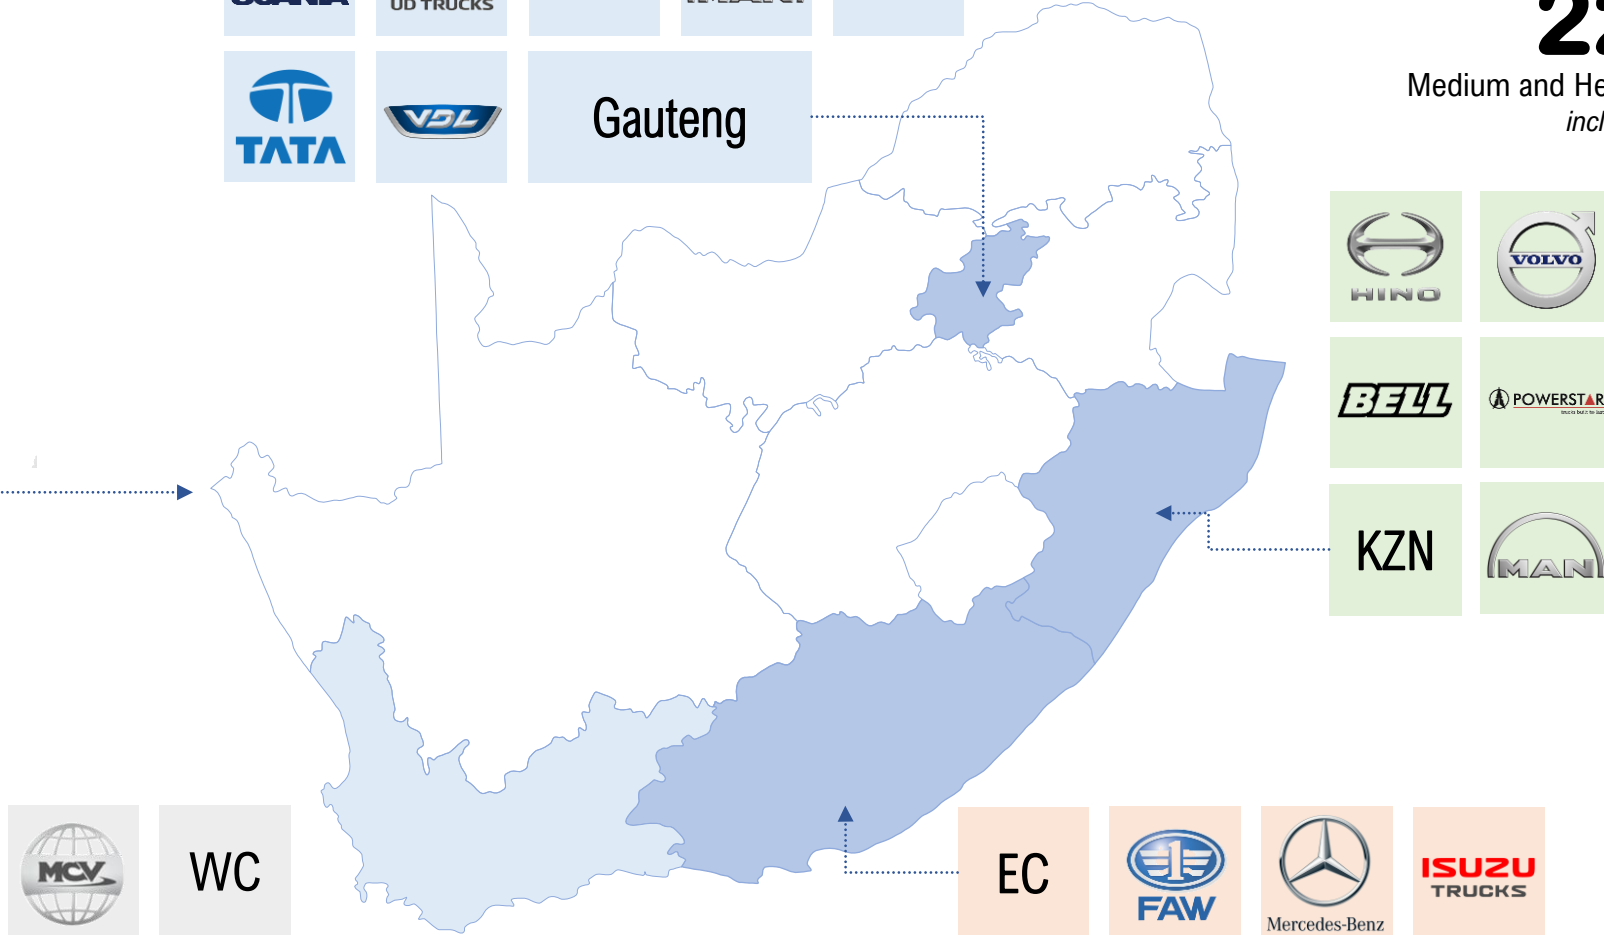 SCANIA
UD TRUCKS
TATA
VDL
Gauteng
Medium and He
incl
HINO
VOLVO
BELL
POWERSTAR
KZN
MAN
MCV
WC
EC
FAW
Mercedes-Benz
ISUZU
TRUCKS